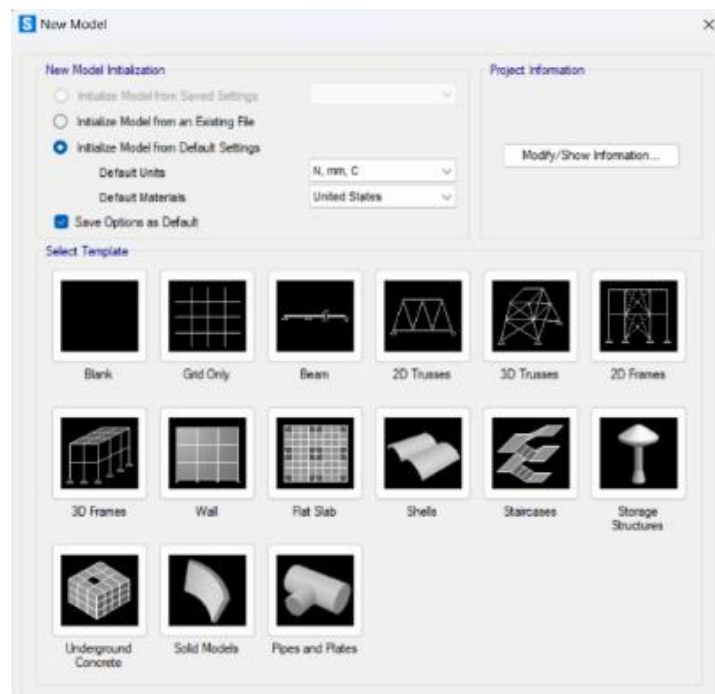 S New Model
New Model Initialization
Initialize Model from Saved Settings
Initialize Model from an Existing File
Initialize Model from Default Settings
Default Units
N, mm, C
Default Materials
United States
Save Options as Default
Project Information
Modify/Show Information...
Select Template
Blank
Grid Only
Beam
2D Trusses
3D Trusses
2D Frames
3D Frames
Wall
Flat Slab
Shells
Staircases
Storage
Structures
Underground
Concrete
Solid Models
Pipes and Plates